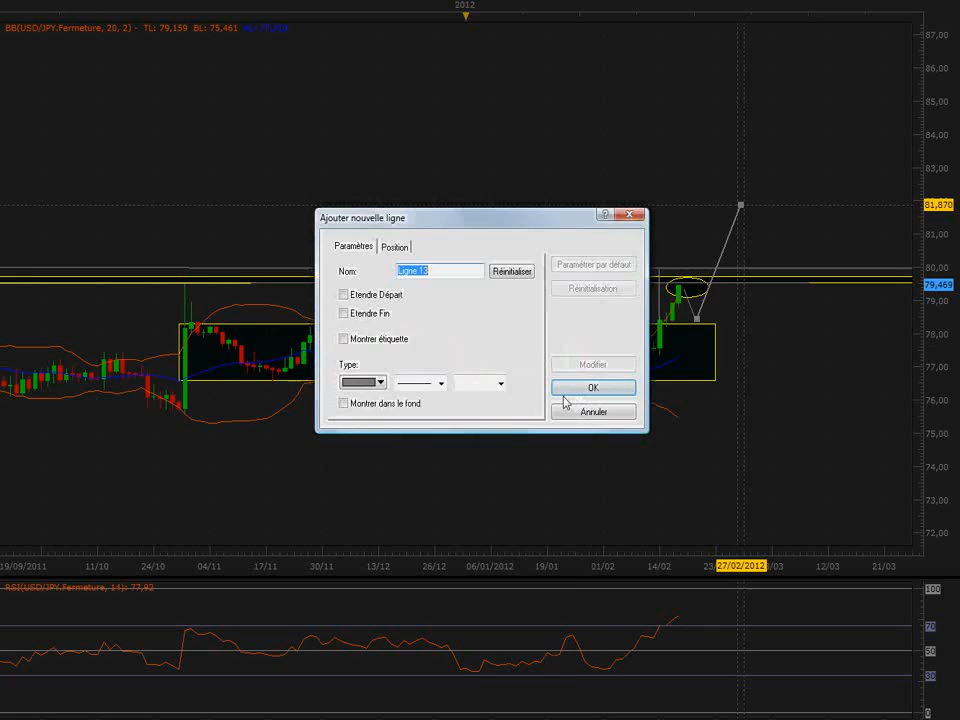 2012
BB(USD/JPY.Fermeture, 20, 2) - TL: 79,159 BL: 75,461
87,00
86,00
85,00
84,00
83,00
81,870
81,00
80,00
79,469
79,00
78,00
77,00
76,00
75,00
74,00
73,00
72,00
Ajouter nouvelle ligne
?
Paramètres
Position
Nom:
Ligne 13
Réinitialiser
Paramétrer par défaut
Etendre Départ
Réinitialisation
Etendre Fin
Montrer étiquette
Type:
Modifier
OK
Montrer dans le fond
Annuler
19/09/2011 11/10 24/10 04/11 17/11 30/11 13/12 26/12 06/01/2012 19/01 01/02 14/02 23 27/02/2012 /03 12/03 21/03
RSI(USD/JPY.Fermeture, 14): 77,92
100
70
50
30
0